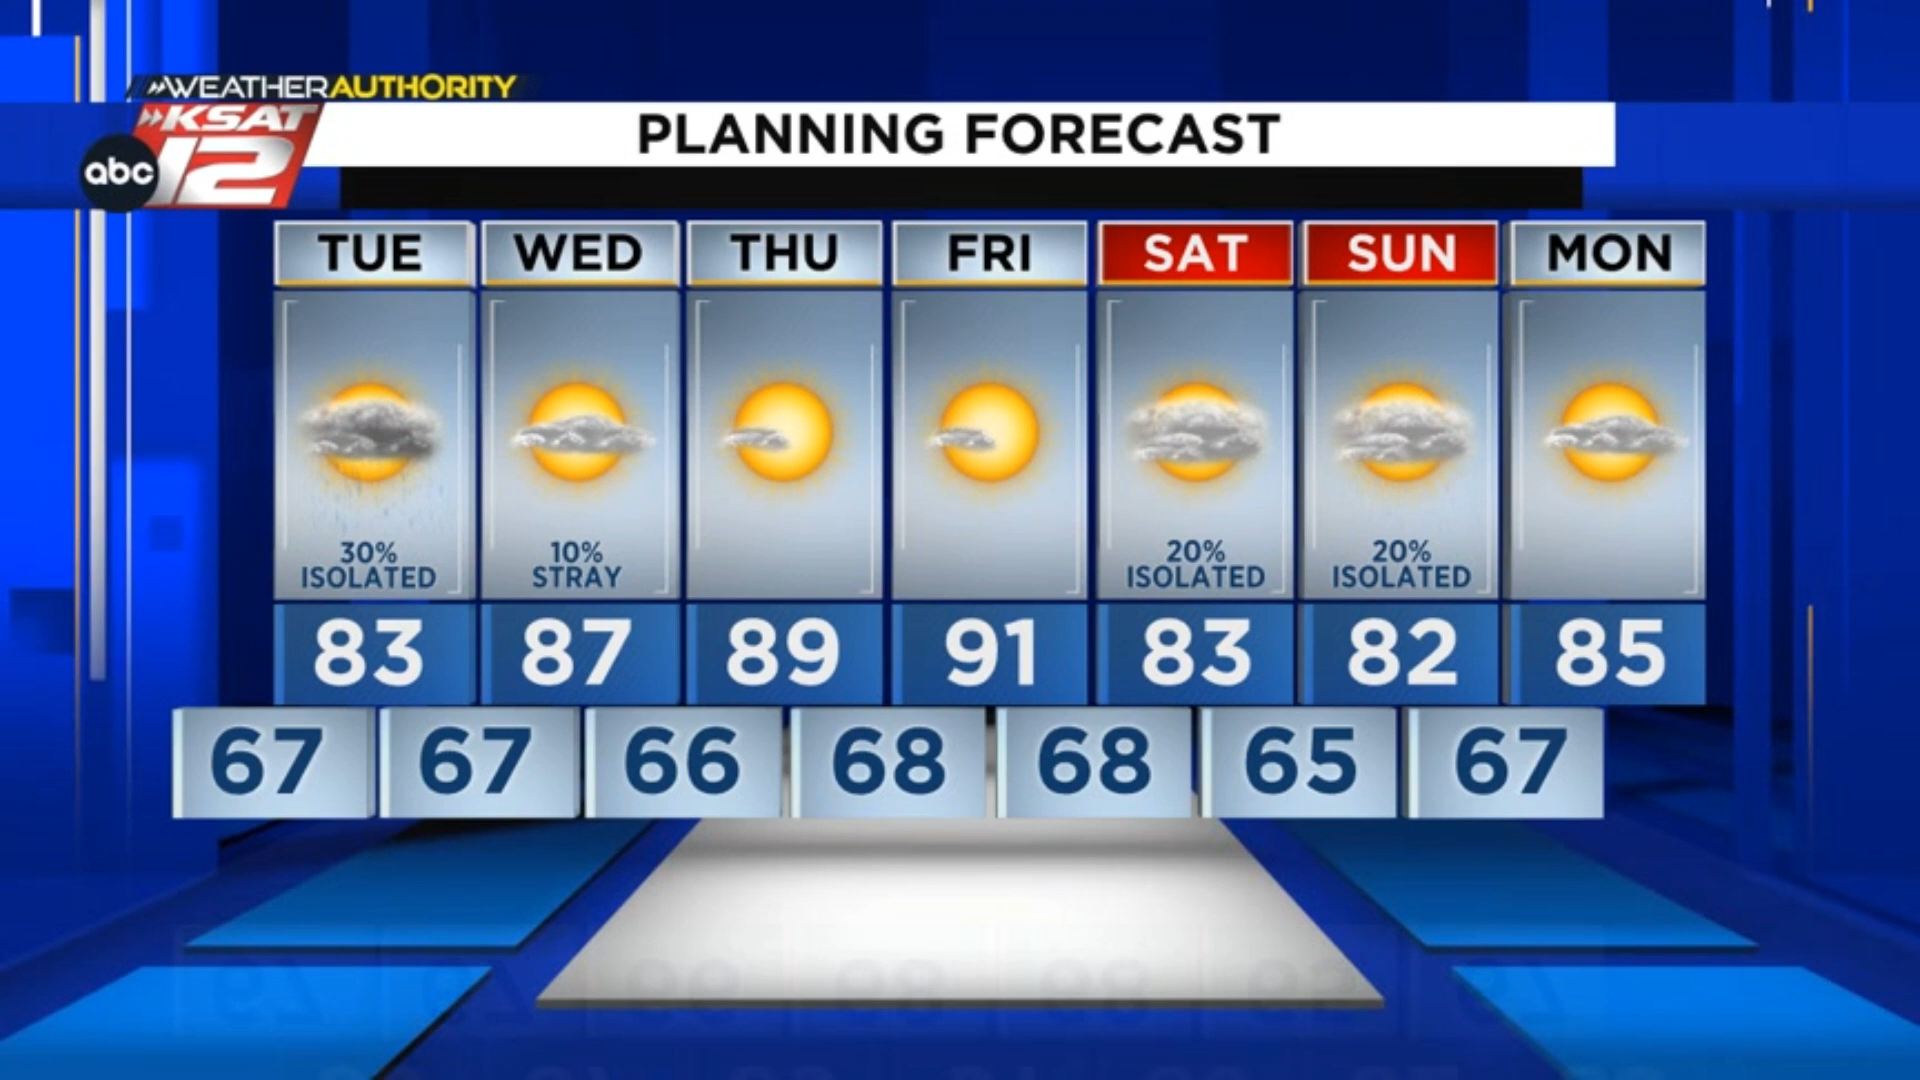 WEATHERAUTHORITY
KSAT
abc
12
PLANNING FORECAST
TUE WED THU FRI SAT SUN MON
30% 10% 20% 20%
ISOLATED STRAY ISOLATED ISOLATED
83 87 89 91 83 82 85
67 67 66 68 68 65 67